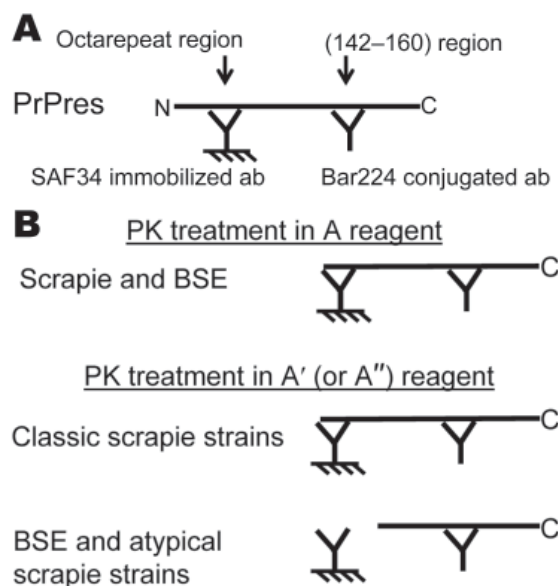 A
Octarepeat region
(142–160) region
PrPres
N
C
SAF34 immobilized ab
Bar224 conjugated ab
B
PK treatment in A reagent
Scrapie and BSE
C
PK treatment in A′ (or A″) reagent
Classic scrapie strains
C
BSE and atypical
scrapie strains
C